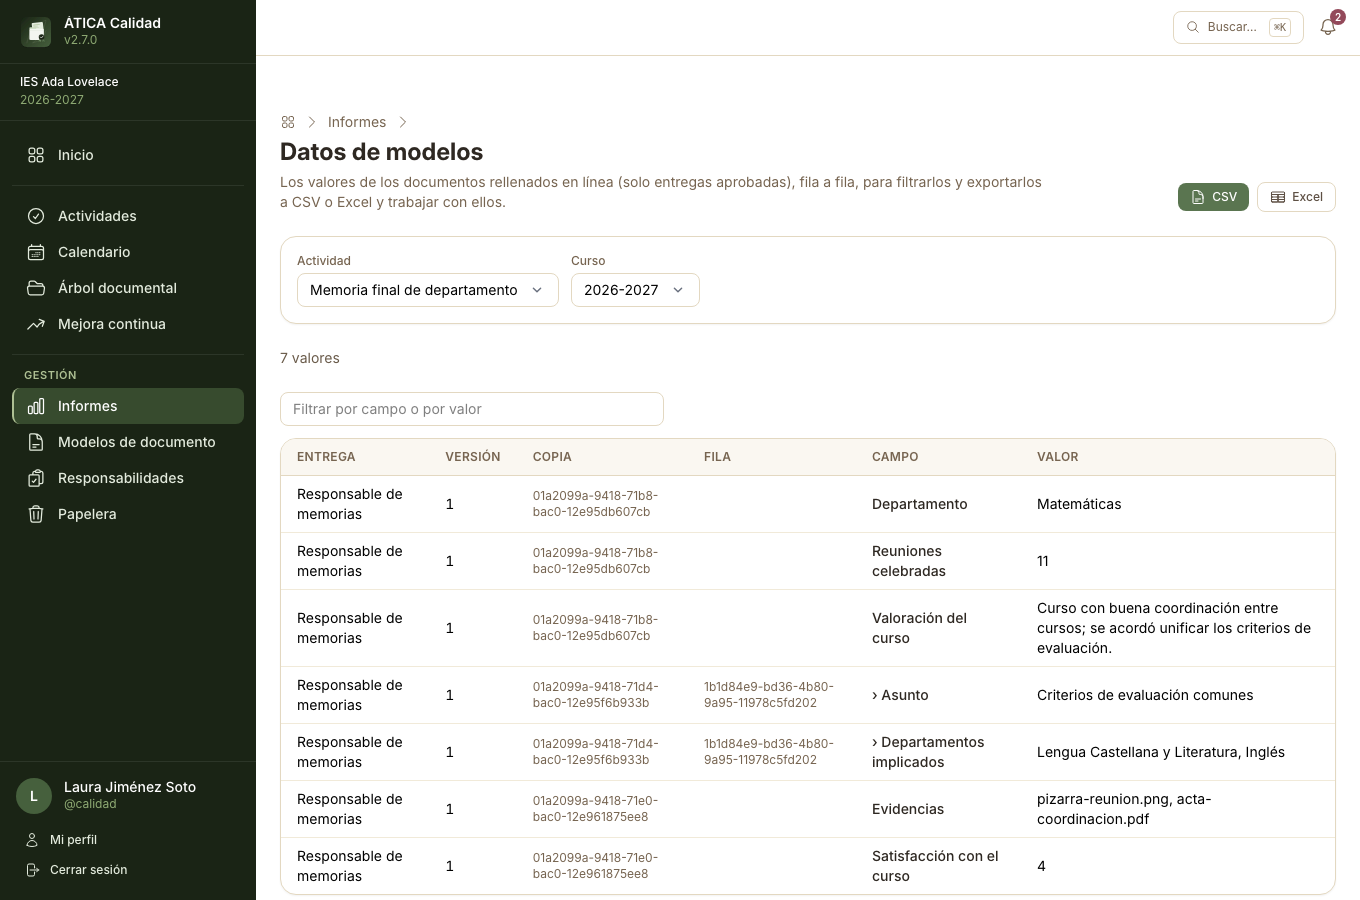 ÁTICA Calidad
v2.7.0
IES Ada Lovelace
2026-2027
Inicio
Actividades
Calendario
Árbol documental
Mejora continua
GESTIÓN
Informes
Modelos de documento
Responsabilidades
Papelera
L
Laura Jiménez Soto
@calidad
Mi perfil
Cerrar sesión
Buscar...
⌘K
2
Informes
Datos de modelos
Los valores de los documentos rellenados en línea (solo entregas aprobadas), fila a fila, para filtrarlos y exportarlos
a CSV o Excel y trabajar con ellos.
CSV
Excel
Actividad
Curso
Memoria final de departamento
2026-2027
7 valores
Filtrar por campo o por valor
ENTREGA VERSIÓN COPIA FILA CAMPO VALOR
Responsable de
memorias
1
01a2099a-9418-71b8-
bac0-12e95db607cb
Departamento
Matemáticas
Responsable de
memorias
1
01a2099a-9418-71b8-
bac0-12e95db607cb
Reuniones
celebradas
11
Responsable de
memorias
1
01a2099a-9418-71b8-
bac0-12e95db607cb
Valoración del
curso
Curso con buena coordinación entre
cursos; se acordó unificar los criterios de
evaluación.
Responsable de
memorias
1
01a2099a-9418-71d4-
bac0-12e95f6b933b
1b1d84e9-bd36-4b80-
9a95-11978c5fd202
› Asunto
Criterios de evaluación comunes
Responsable de
memorias
1
01a2099a-9418-71d4-
bac0-12e95f6b933b
1b1d84e9-bd36-4b80-
9a95-11978c5fd202
› Departamentos
implicados
Lengua Castellana y Literatura, Inglés
Responsable de
memorias
1
01a2099a-9418-71e0-
bac0-12e961875ee8
Evidencias
pizarra-reunion.png, acta-
coordinacion.pdf
Responsable de
memorias
1
01a2099a-9418-71e0-
bac0-12e961875ee8
Satisfacción con el
curso
4